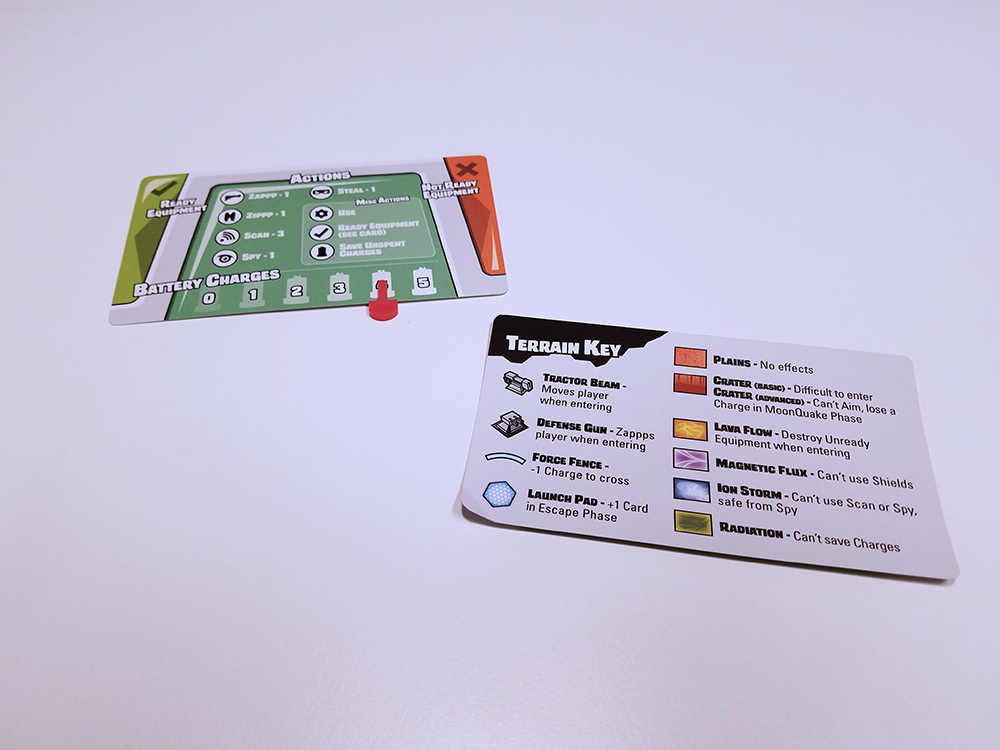 Actions
Ready
Equipment
Not Ready
Equipment
Zappp - 1
Zippp - 1
Scan - 3
Spy - 1
Steal - 1
Misc Actions
Use
Ready Equipment
(see card)
Save Unspent
Charges
Battery Charges
0 1 2 3 5
Terrain Key
Tractor Beam -
Moves player
when entering
Defense Gun - Zappps
player when entering
Force Fence -
-1 Charge to cross
Launch Pad - +1 Card
in Escape Phase
Plains - No effects
Crater (basic) - Difficult to enter
Crater (advanced) - Can't Aim, lose a
Charge in MoonQuake Phase
Lava Flow - Destroy Unready
Equipment when entering
Magnetic Flux - Can't use Shields
Ion Storm - Can't use Scan or Spy,
safe from Spy
Radiation - Can't save Charges